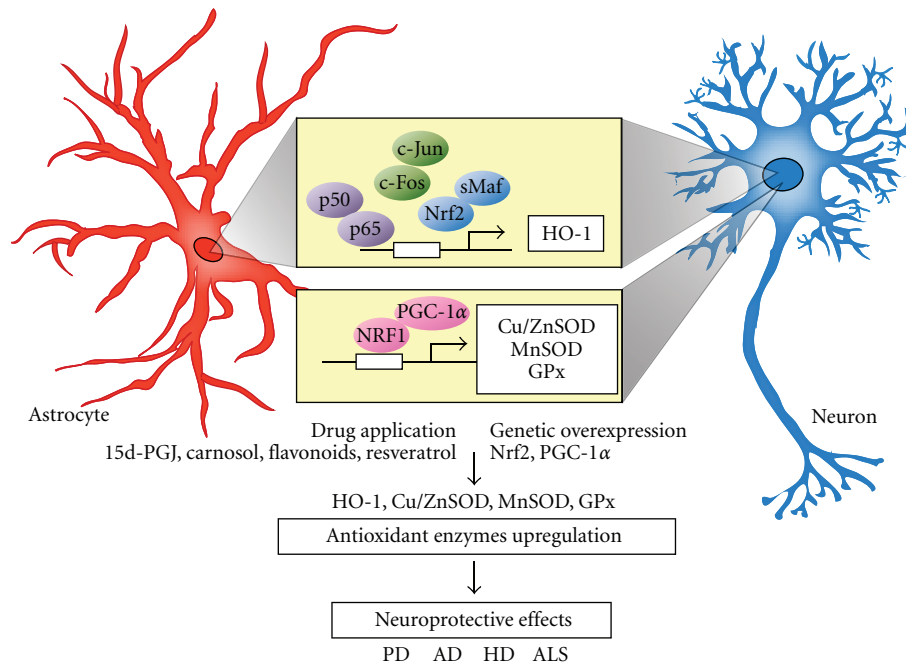 c-Jun
c-Fos
sMaf
p50
Nrf2
p65
HO-1
PGC-1α
NRF1
Cu/ZnSOD
MnSOD
GPx
Astrocyte
Neuron
Drug application
15d-PGJ, carnosol, flavonoids, resveratrol
Genetic overexpression
Nrf2, PGC-1α
HO-1, Cu/ZnSOD, MnSOD, GPx
Antioxidant enzymes upregulation
Neuroprotective effects
PD AD HD ALS